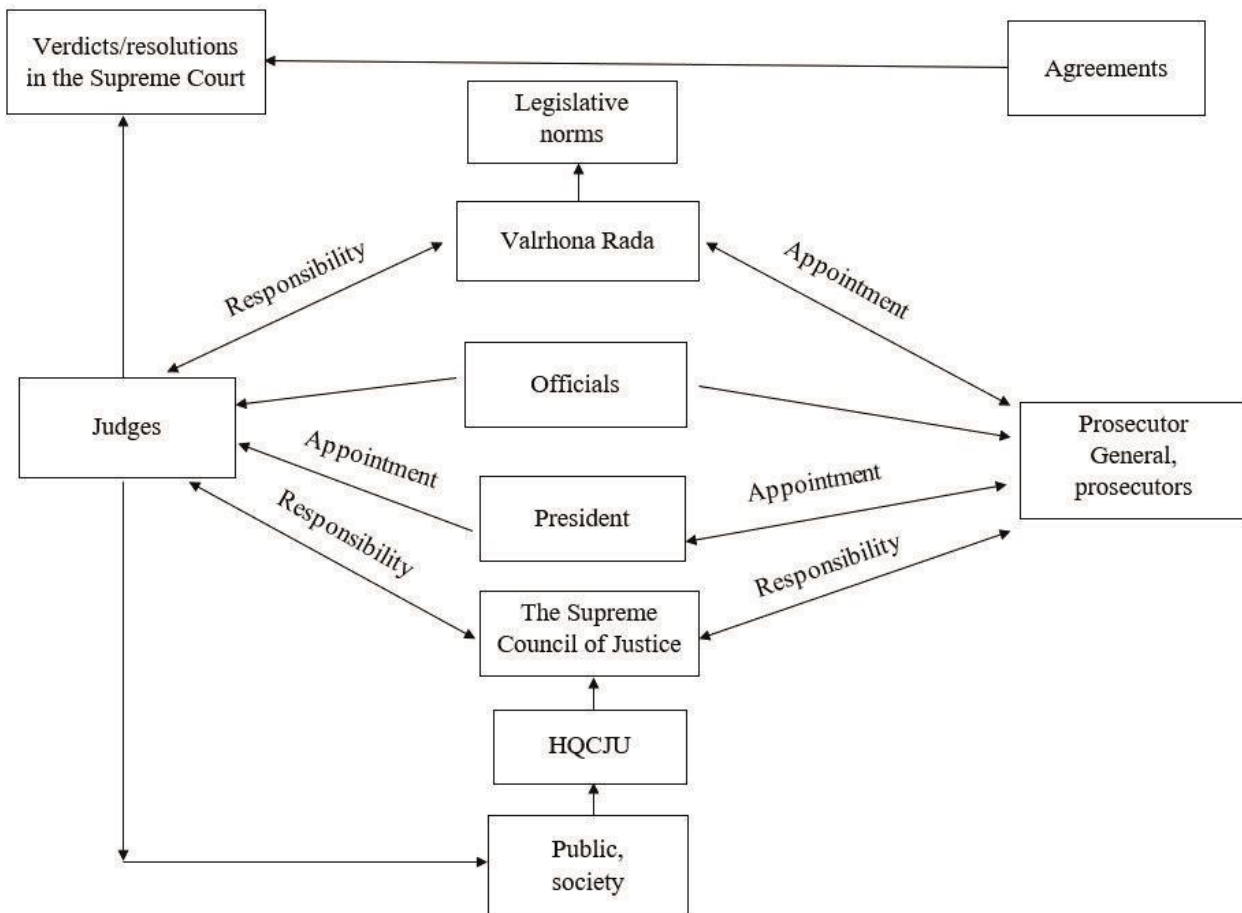 Verdicts/resolutions
in the Supreme Court
Agreements
Legislative
norms
Valrhona Rada
Responsibility
Appointment
Officials
Judges
Prosecutor
General,
prosecutors
Appointment
Appointment
President
Responsibility
Responsibility
The Supreme
Council of Justice
HQCJU
Public,
society